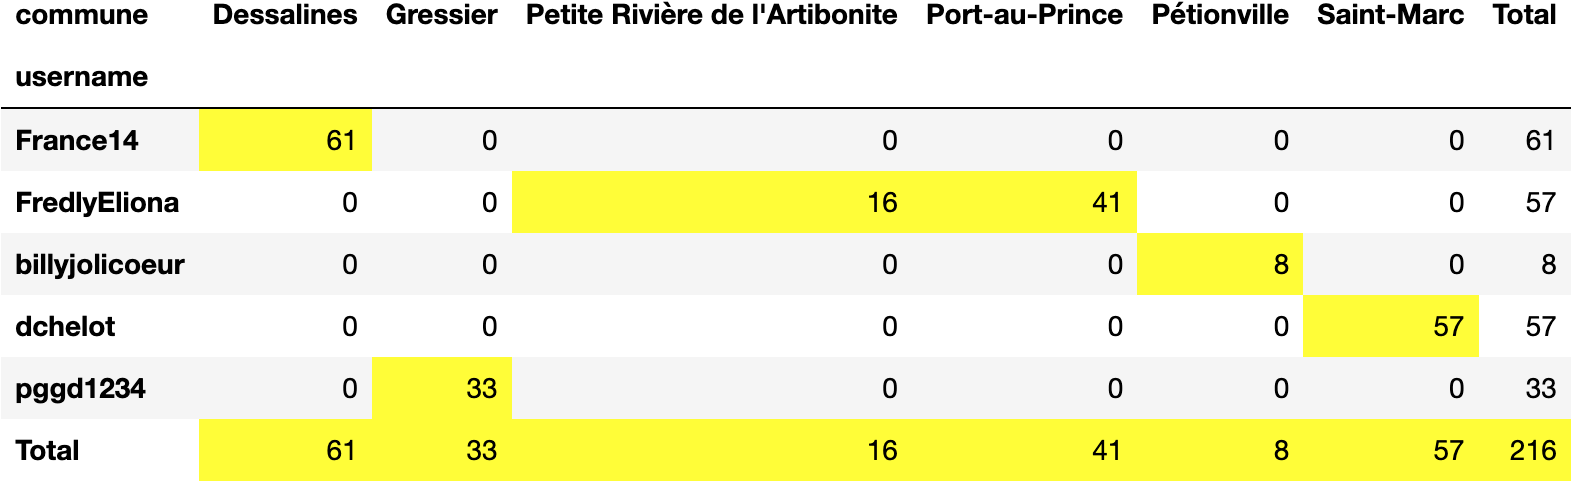 commune Dessalines Gressier Petite Rivière de l'Artibonite Port-au-Prince Pétionville Saint-Marc Total
username
France14 61 0 0 0 0 0 61
FredlyEliona 0 0 16 41 0 0 57
billyjolicoeur 0 0 0 0 8 0 8
dchelot 0 0 0 0 0 57 57
pggd1234 0 33 0 0 0 0 33
Total 61 33 16 41 8 57 216